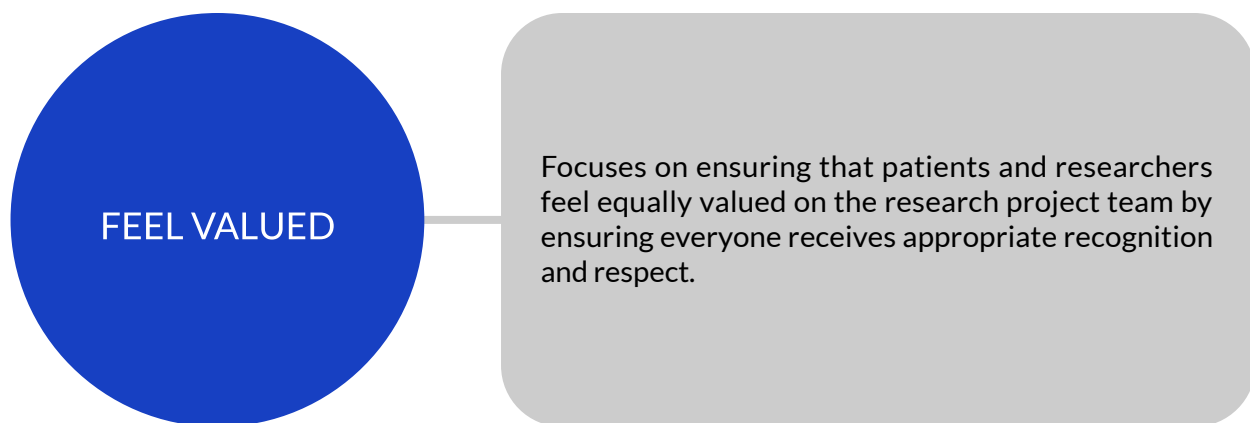 FEEL VALUED
Focuses on ensuring that patients and researchers
feel equally valued on the research project team by
ensuring everyone receives appropriate recognition
and respect.